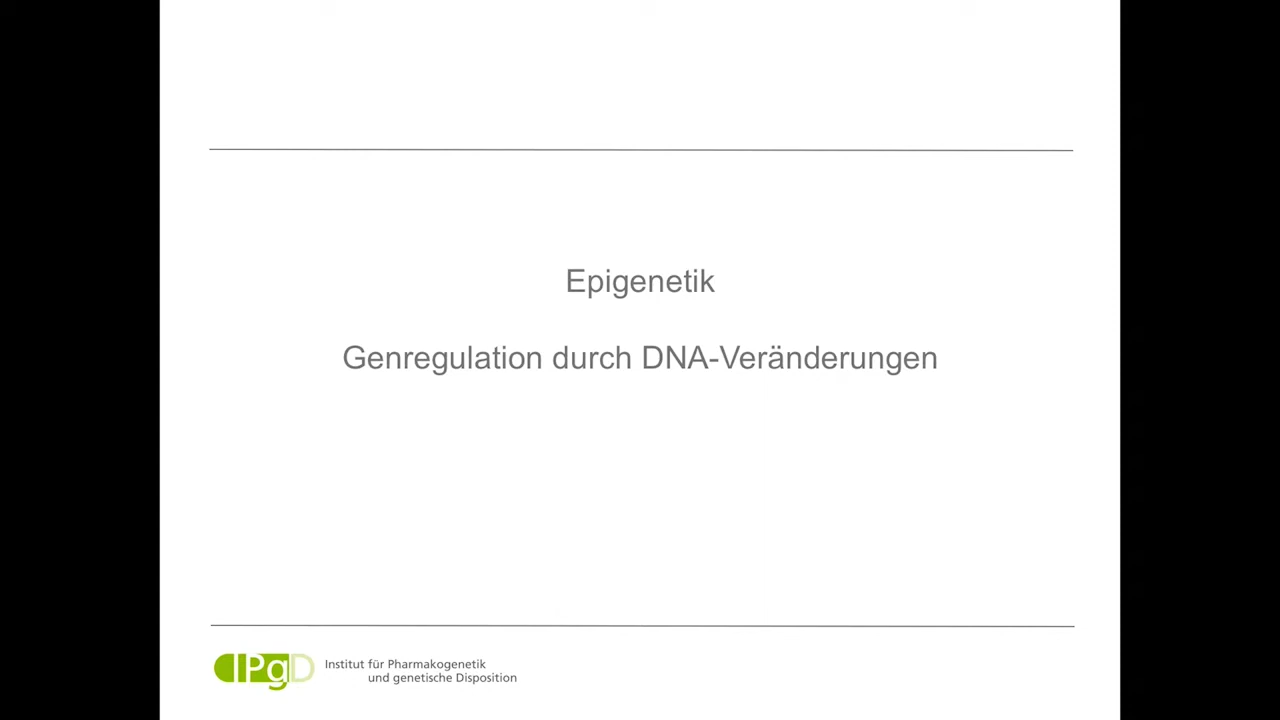 Epigenetik
Genregulation durch DNA-Veränderungen
IPgD
Institut für Pharmakogenetik
und genetische Disposition